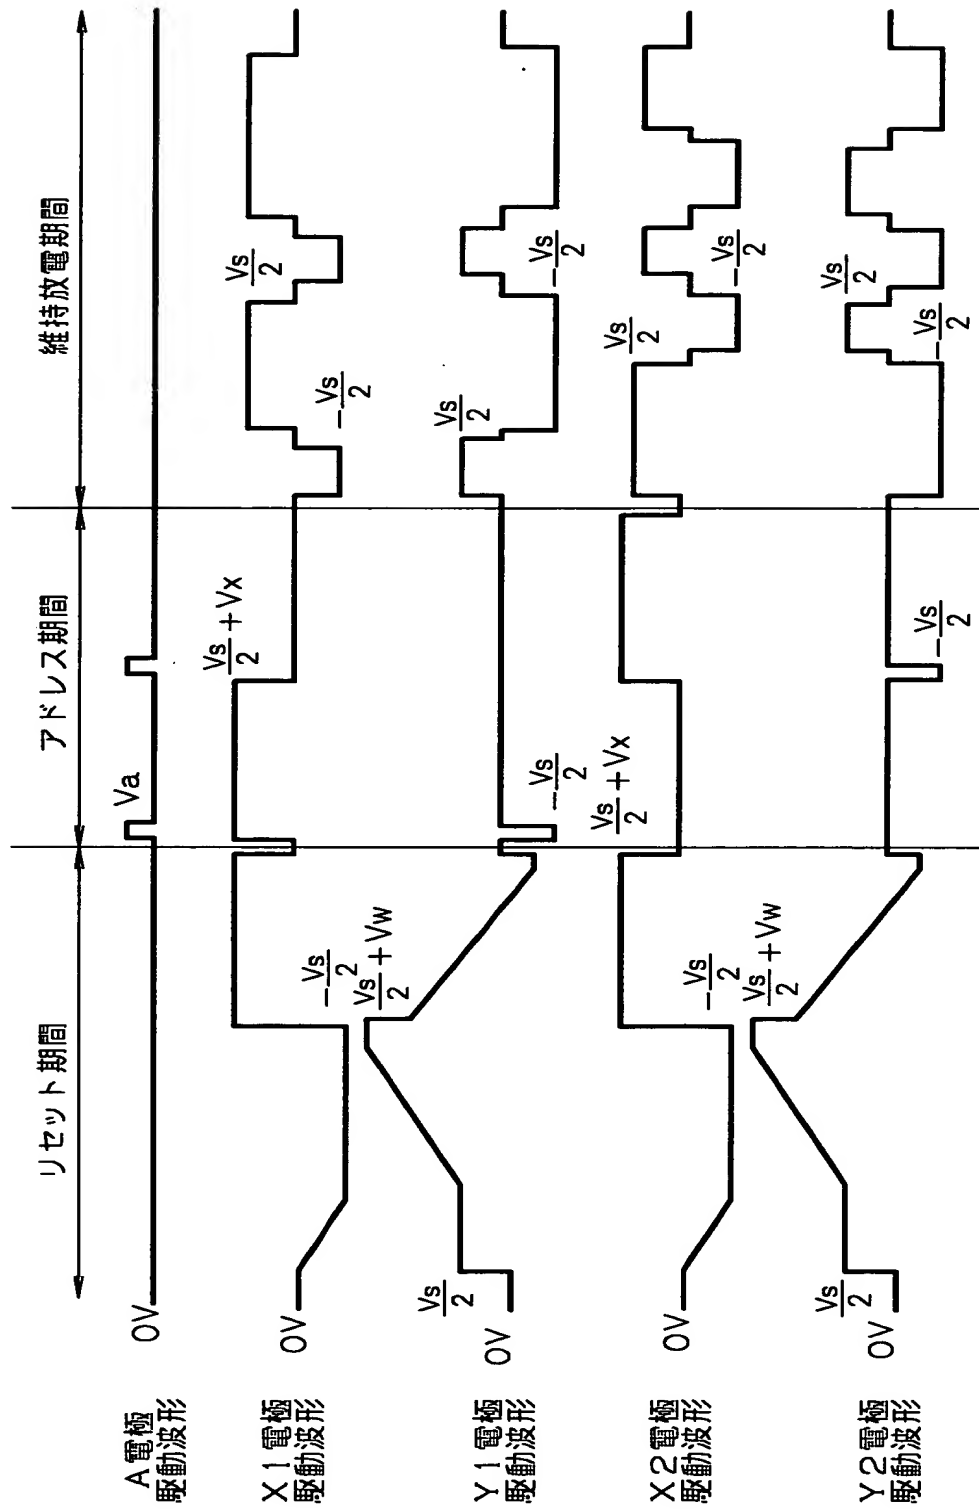 リセット期間
アドレス期間
維持放電期間
A電極
駆動波形
0V
Va
X1電極
駆動波形
0V
-Vs/2
Vs/2+Vx
-Vs/2
Vs/2
Y1電極
駆動波形
0V
Vs/2
Vs/2+Vw
-Vs/2
Vs/2
-Vs/2
X2電極
駆動波形
0V
-Vs/2
Vs/2+Vx
Vs/2
-Vs/2
Y2電極
駆動波形
0V
Vs/2
Vs/2+Vw
-Vs/2
-Vs/2
Vs/2